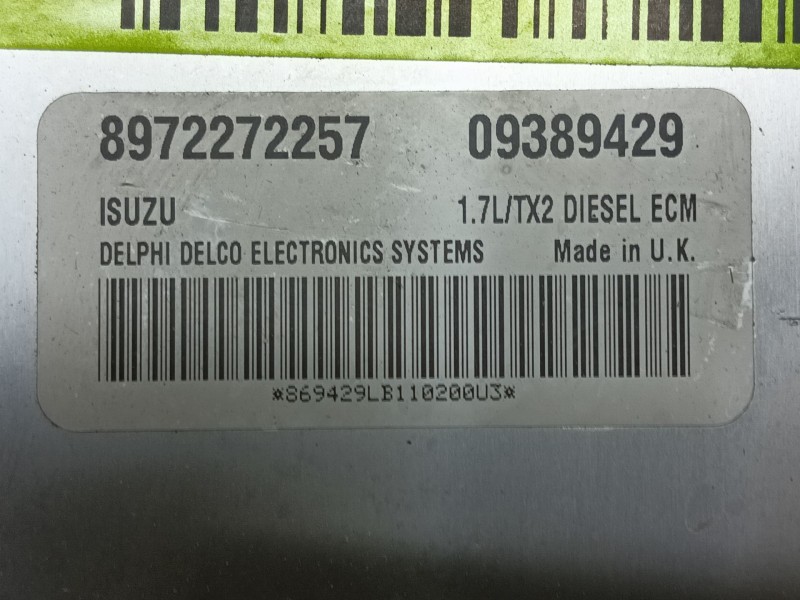 8972272257 09389429
ISUZU 1.7L/TX2 DIESEL ECM
DELPHI DELCO ELECTRONICS SYSTEMS Made in U.K.
*869429LB110200U3*